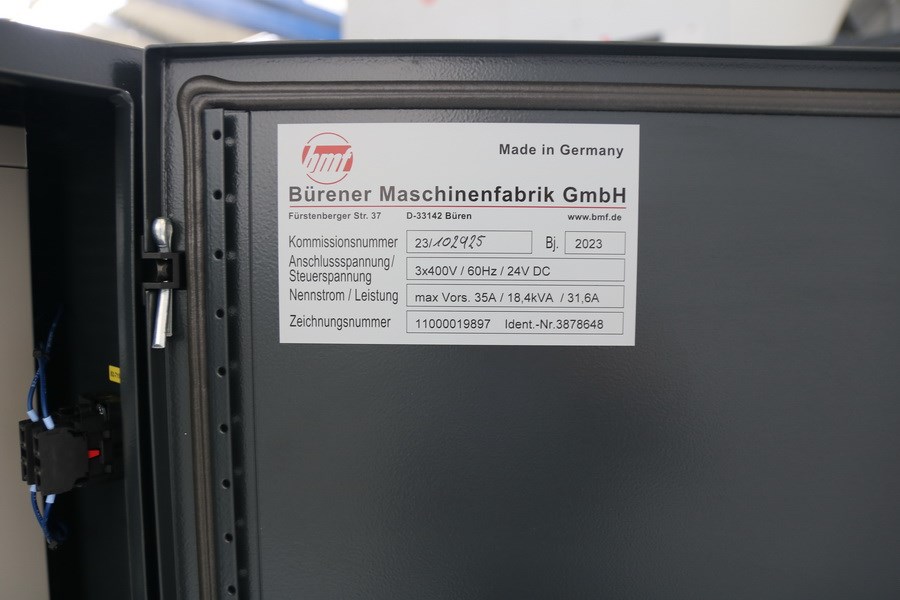 bmf
Made in Germany
Bürener Maschinenfabrik GmbH
Fürstenberger Str. 37 D-33142 Büren www.bmf.de
Kommissionsnummer 23/102925 Bj. 2023
Anschlussspannung/
Steuerspannung 3x400V / 60Hz / 24V DC
Nennstrom / Leistung max Vors. 35A / 18,4kVA / 31,6A
Zeichnungsnummer 11000019897 Ident.-Nr.3878648